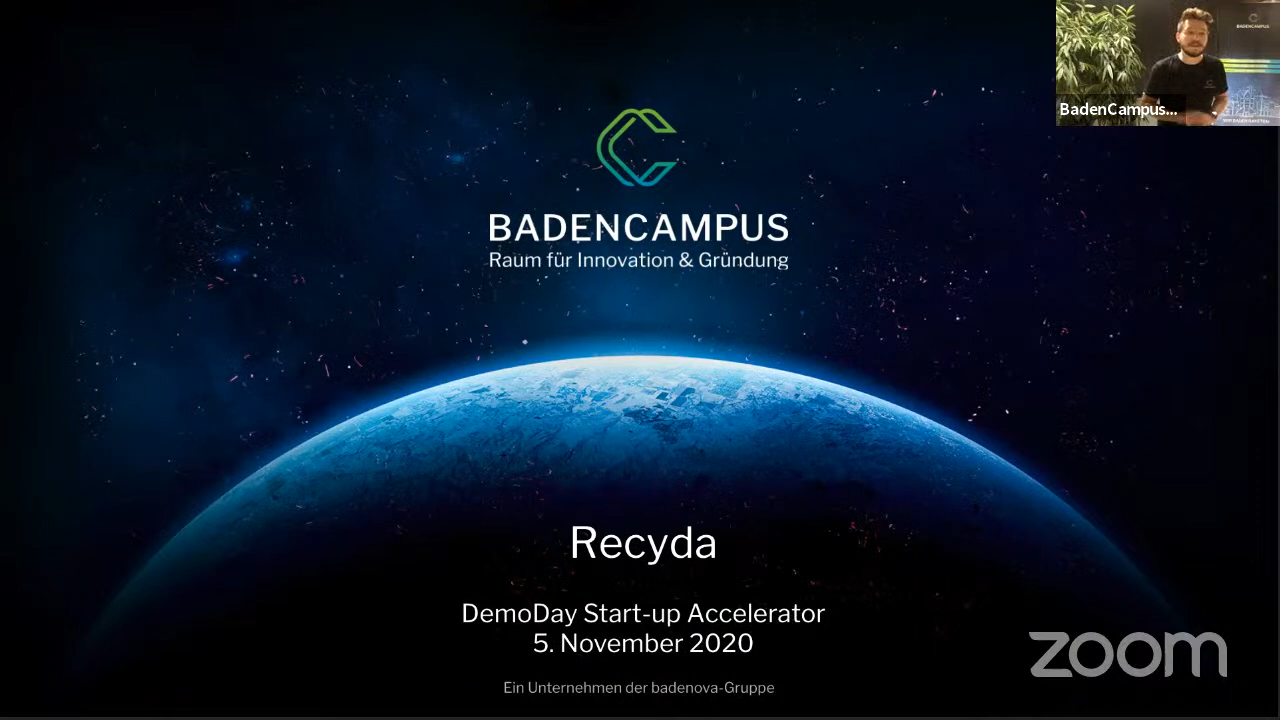 BADENCAMPUS
BadenCampus...
BADENCAMPUS
Raum für Innovation & Gründung
Recyda
DemoDay Start-up Accelerator
5. November 2020
Ein Unternehmen der badenova-Gruppe
zoom